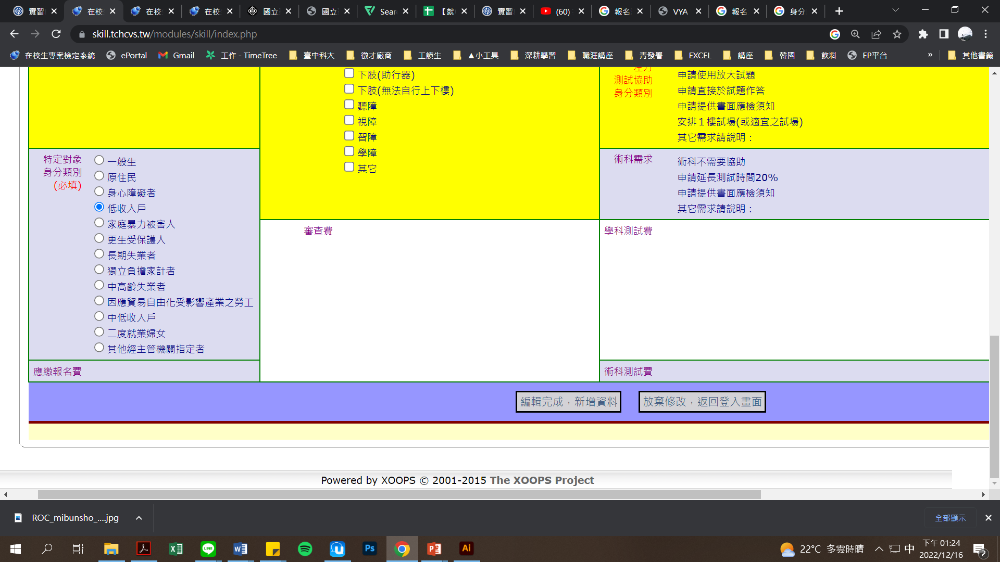 實習
在校
在校
在校
國立
國立
Sear
【就
實習
(60)
報名
VYA
報名
身分
skill.tchcvs.tw/modules/skill/index.php
在校生專案檢定系統
ePortal
Gmail
工作 - TimeTree
臺中科大
徵才廠商
工讀生
▲小工具
深耕學習
職涯講座
青發署
EXCEL
講座
韓國
飲料
EP平台
»
其他書籤
下肢(助行器)
下肢(無法自行上下樓)
聽障
視障
智障
學障
其它
測試協助
身分類別
申請使用放大試題
申請直接於試題作答
申請提供書面應檢須知
安排１樓試場(或適宜之試場)
其它需求請說明：
特定對象
身分類別
(必填)
一般生
原住民
身心障礙者
低收入戶
家庭暴力被害人
更生受保護人
長期失業者
獨立負擔家計者
中高齡失業者
因應貿易自由化受影響產業之勞工
中低收入戶
二度就業婦女
其他經主管機關指定者
術科需求
術科不需要協助
申請延長測試時間20%
申請提供書面應檢須知
其它需求請說明：
審查費
學科測試費
應繳報名費
術科測試費
編輯完成，新增資料
放棄修改，返回登入畫面
Powered by XOOPS © 2001-2015 The XOOPS Project
ROC_mibunsho_....jpg
全部顯示
LINE
Ps
Ai
22°C 多雲時晴
中
下午 01:24
2022/12/16
2